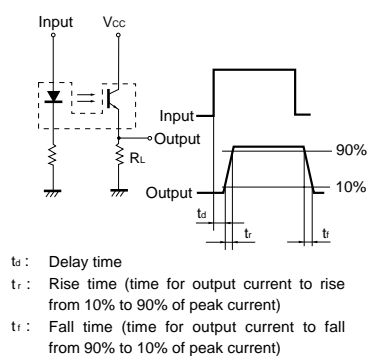 Input Vcc
Output
RL
Input
90%
10%
Output
td
tr
tf
td : Delay time
tr : Rise time (time for output current to rise
from 10% to 90% of peak current)
tf : Fall time (time for output current to fall
from 90% to 10% of peak current)